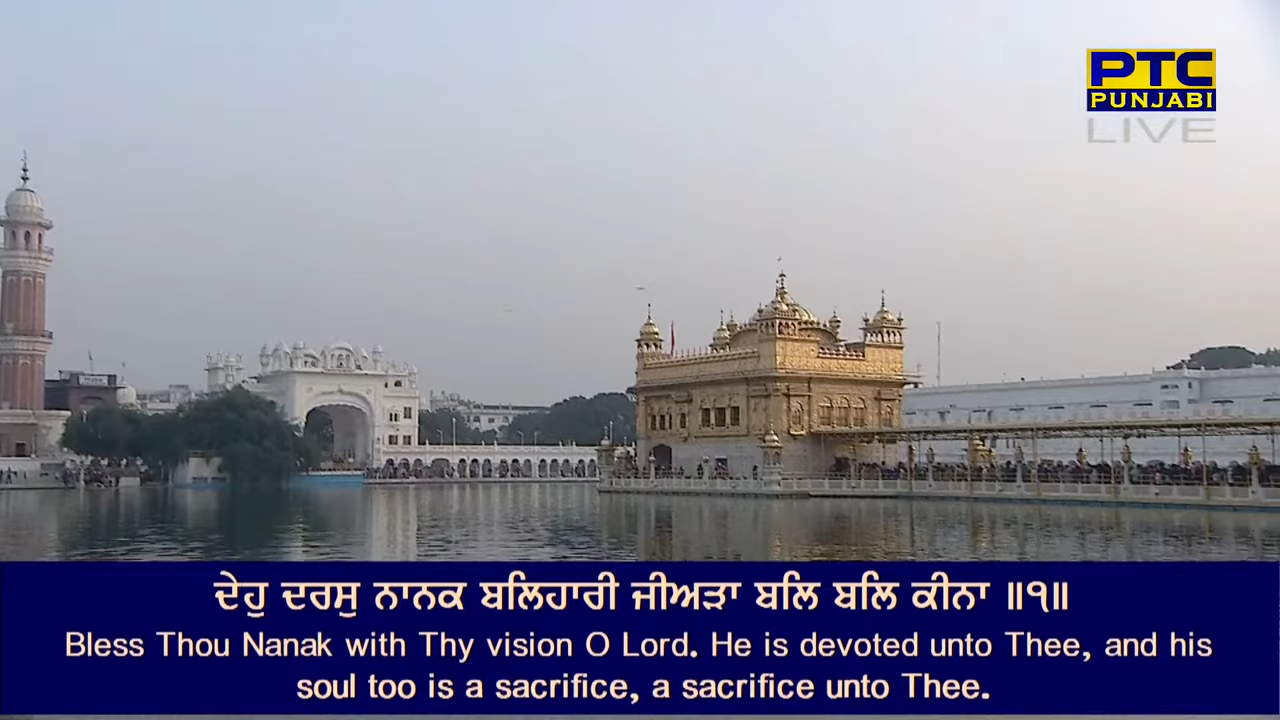 PTC
PUNJABI
LIVE
ਦੇਹੁ ਦਰਸੁ ਨਾਨਕ ਬਲਿਹਾਰੀ ਜੀਅੜਾ ਬਲਿ ਬਲਿ ਕੀਨਾ ॥੧॥
Bless Thou Nanak with Thy vision O Lord. He is devoted unto Thee, and his
soul too is a sacrifice, a sacrifice unto Thee.